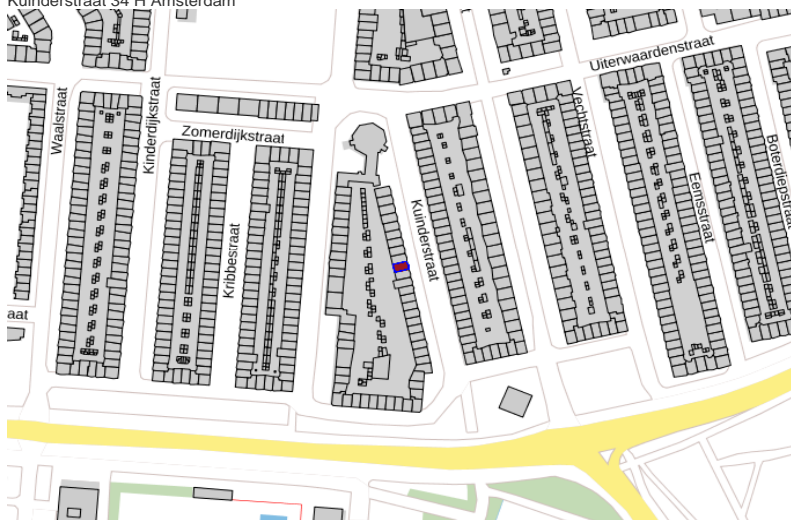 Kuinderstraat 34 H Amsterdam
Uiterwaardenstraat
Waalstraat
Kinderdijkstraat
Zomerdijkstraat
Vechtstraat
Boterdiepstraat
Eemsstraat
Kuinderstraat
Kribbestraat
aat